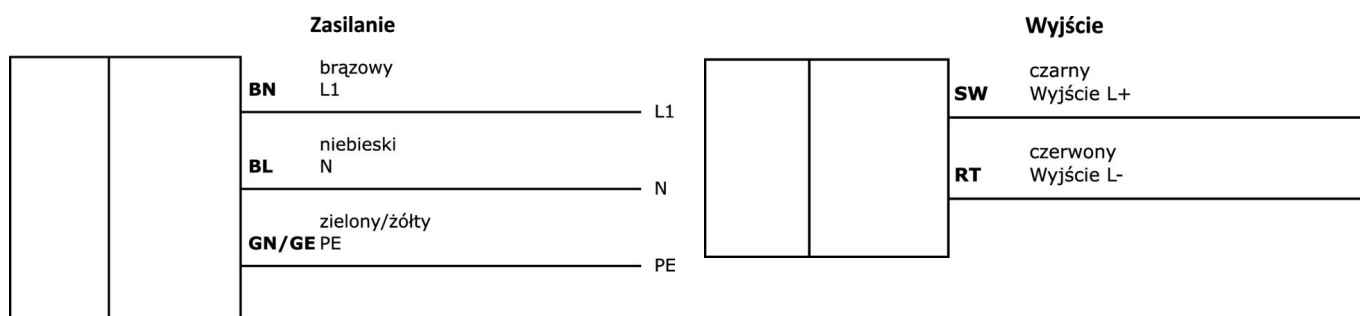 Zasilanie
brązowy
BN L1
L1
niebieski
BL N
N
zielony/żółty
GN/GE PE
PE
Wyjście
czarny
SW Wyjście L+
czerwony
RT Wyjście L-